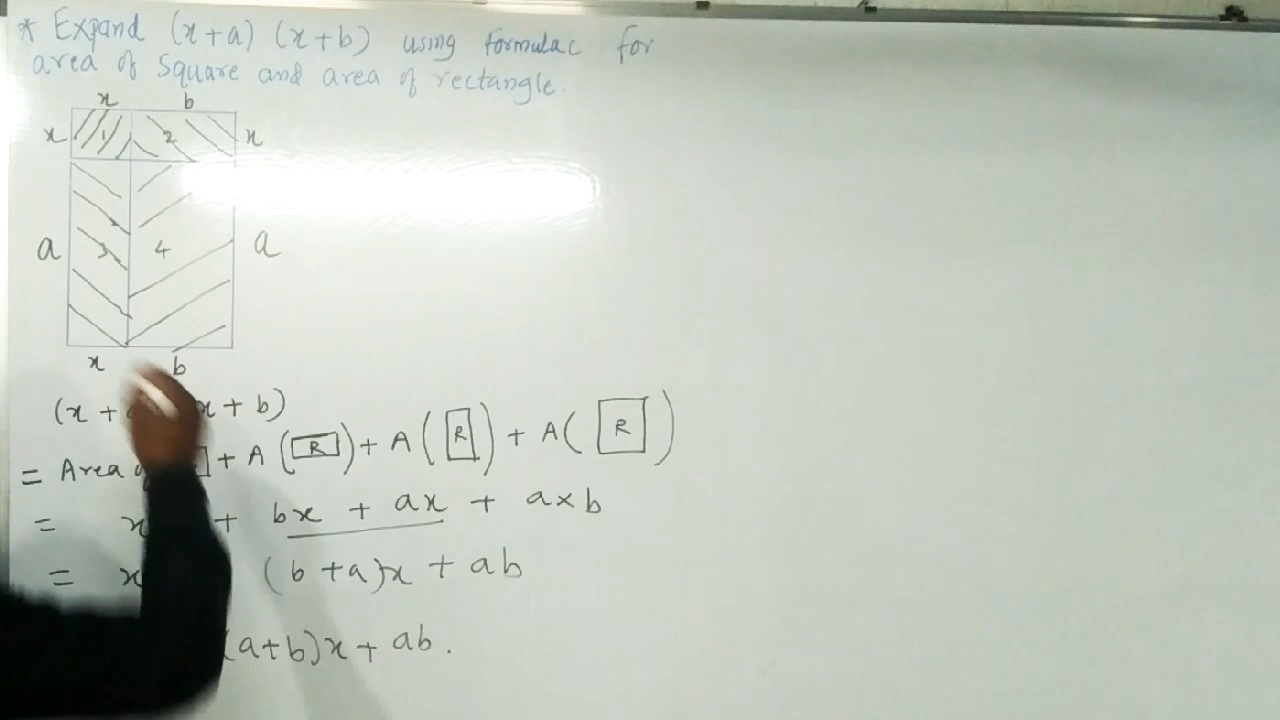 * Expand (x+a) (x+b) using formulae for
area of square and area of rectangle.
x b
x 1 2 x
a 3 4 a
x b
(x + x + b)
= Area + A (R) + A (R) + A (R)
= x + bx + ax + a×b
= x (b+a)x + ab
(a+b)x + ab.